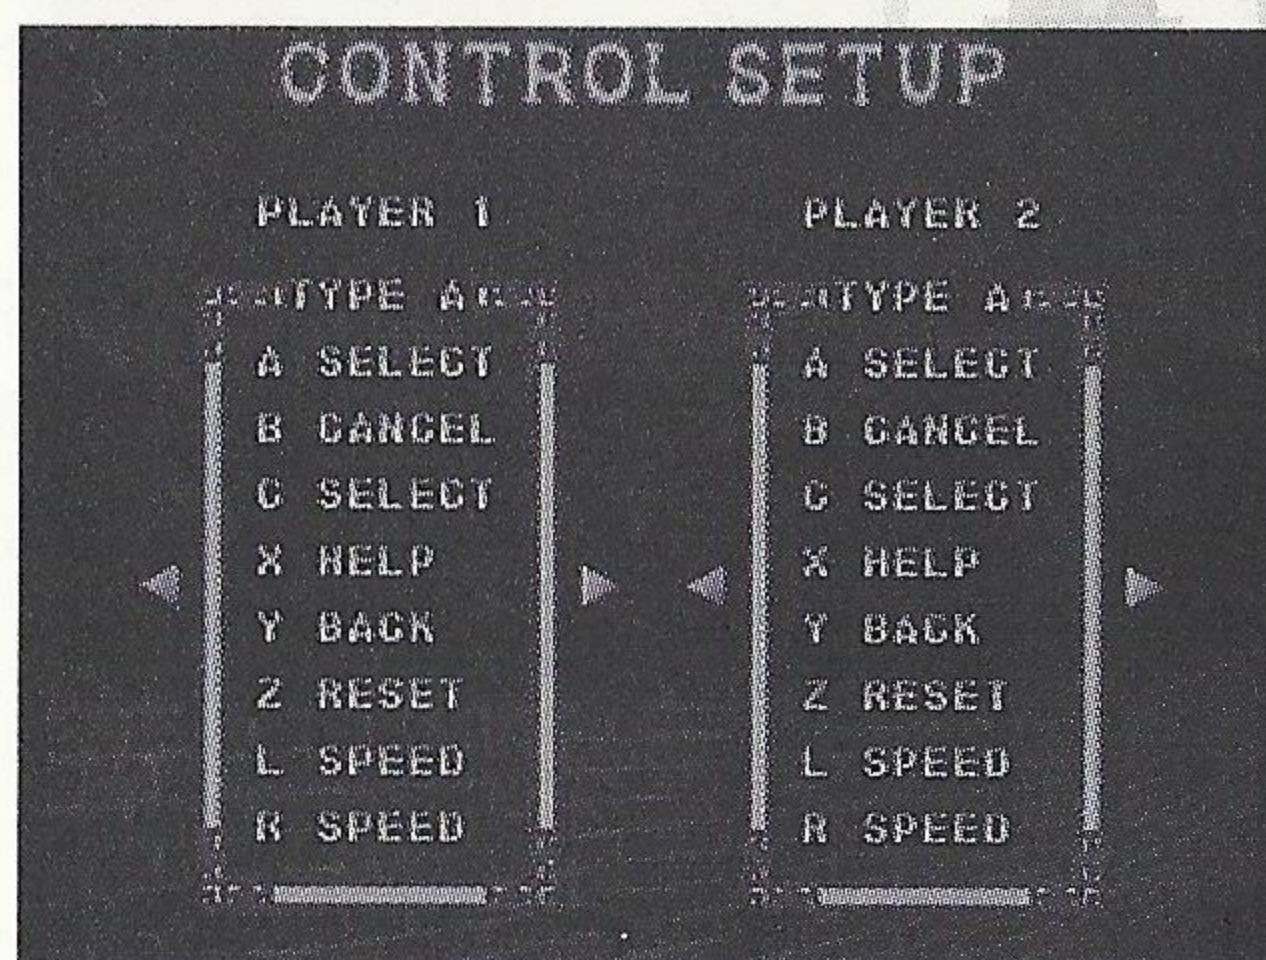 CONTROL SETUP
PLAYER 1
TYPE A
A SELECT
B CANCEL
C SELECT
X HELP
Y BACK
Z RESET
L SPEED
R SPEED
PLAYER 2
TYPE A
A SELECT
B CANCEL
C SELECT
X HELP
Y BACK
Z RESET
L SPEED
R SPEED